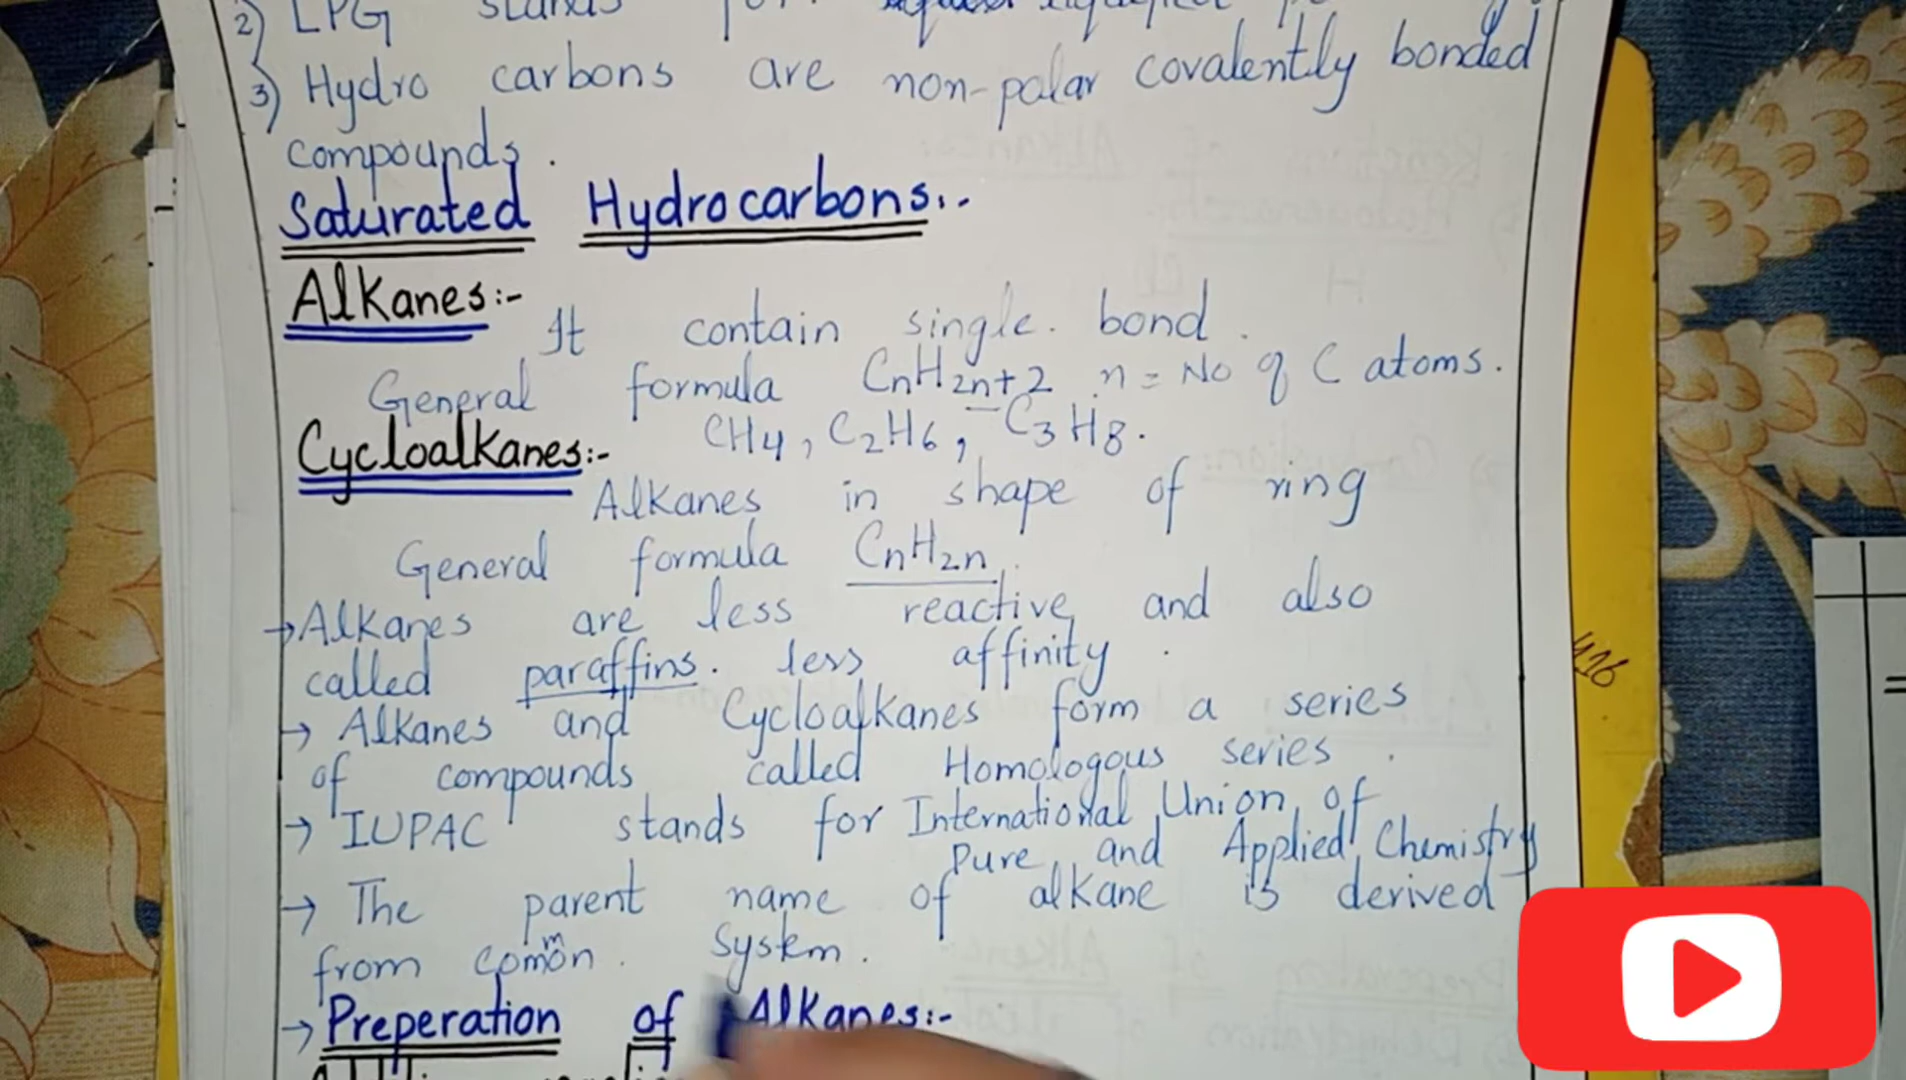 2) LPG stands for
3) Hydro carbons are non-polar covalently bonded
compounds.
Saturated Hydrocarbons:-
Alkanes:-
It contain single bond.
General formula CnH2n+2 n = No of C atoms.
CH4, C2H6, C3H8.
Cycloalkanes:-
Alkanes in shape of ring
General formula CnH2n
→ Alkanes are less reactive and also
called paraffins. less affinity.
→ Alkanes and Cycloalkanes form a series
of compounds called Homologous series.
→ IUPAC stands for International Union of
Pure and Applied Chemistry
→ The parent name of alkane is derived
from common system.
→ Preperation of Alkanes:-